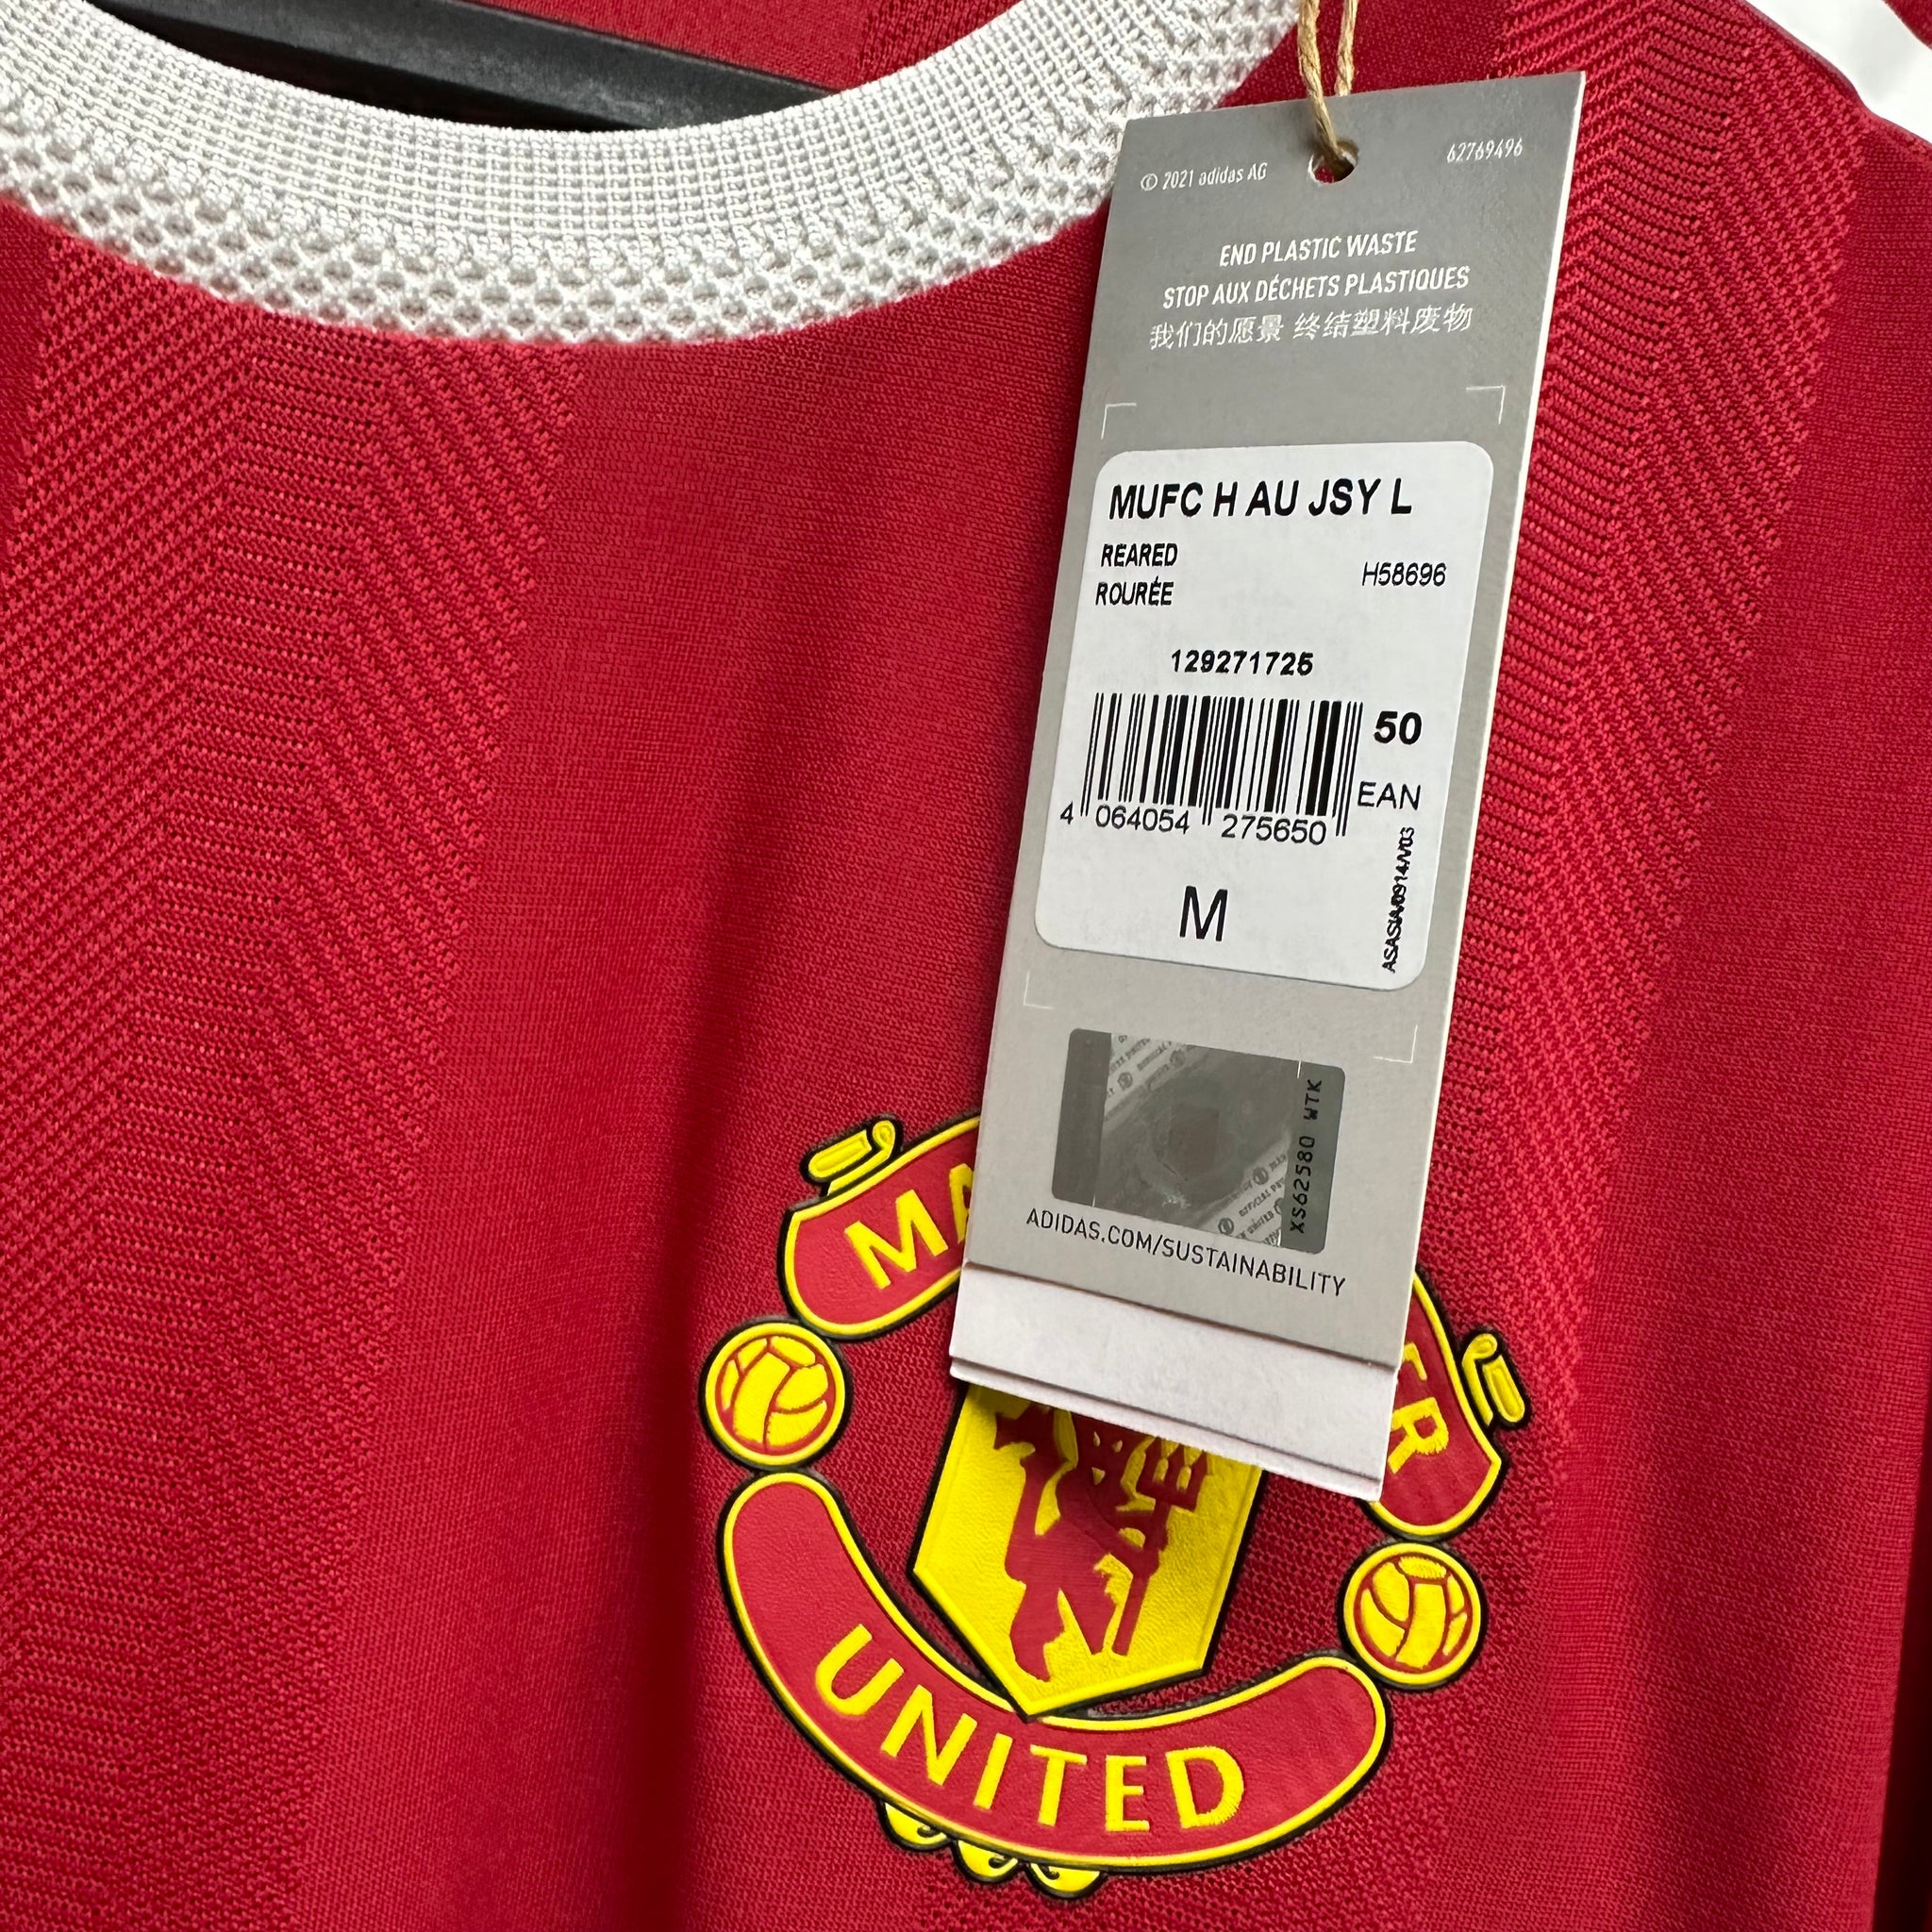 © 2021 adidas AG
62769496
END PLASTIC WASTE
STOP AUX DÉCHETS PLASTIQUES
我们的愿景 终结塑料废物
MUFC H AU JSY L
REARED
H58696
ROURÉE
129271725
50
EAN
4 064054 275650
M
XS62580 WTK
ADIDAS.COM/SUSTAINABILITY
UNITED